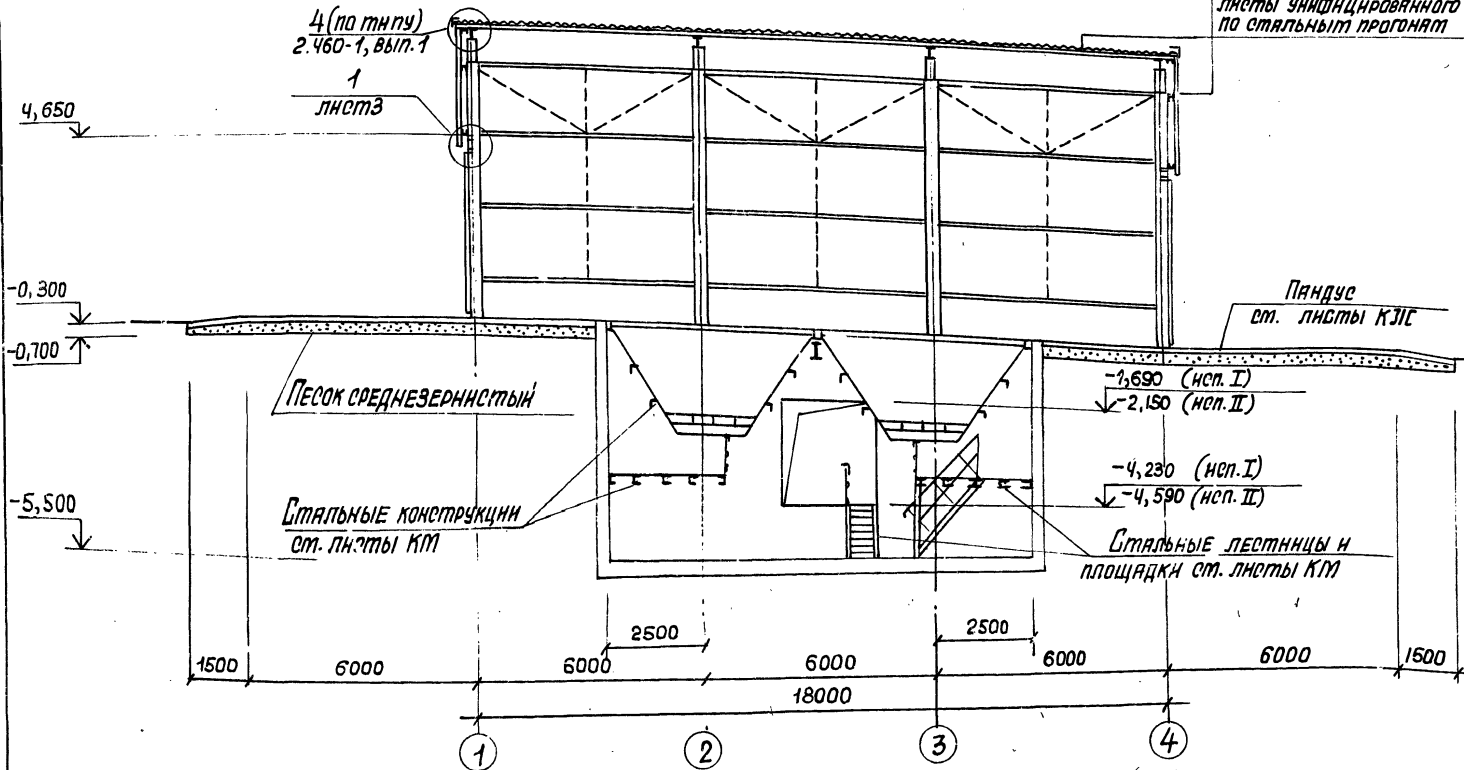 4 (по типу)
2.460-1, вып.1
1
лист3
листы унифицированного
по стальным прогонам
4,650
-0,300
-0,700
-5,500
Песок среднезернистый
Стальные конструкции
см. листы КМ
Пандус
см. листы КЖ
-1,690 (исп. I)
-2,150 (исп. II)
-4,230 (исп. I)
-4,590 (исп. II)
Стальные лестницы и
площадки см. листы КМ
I
2500
2500
1500
6000
6000
6000
6000
6000
1500
18000
1
2
3
4